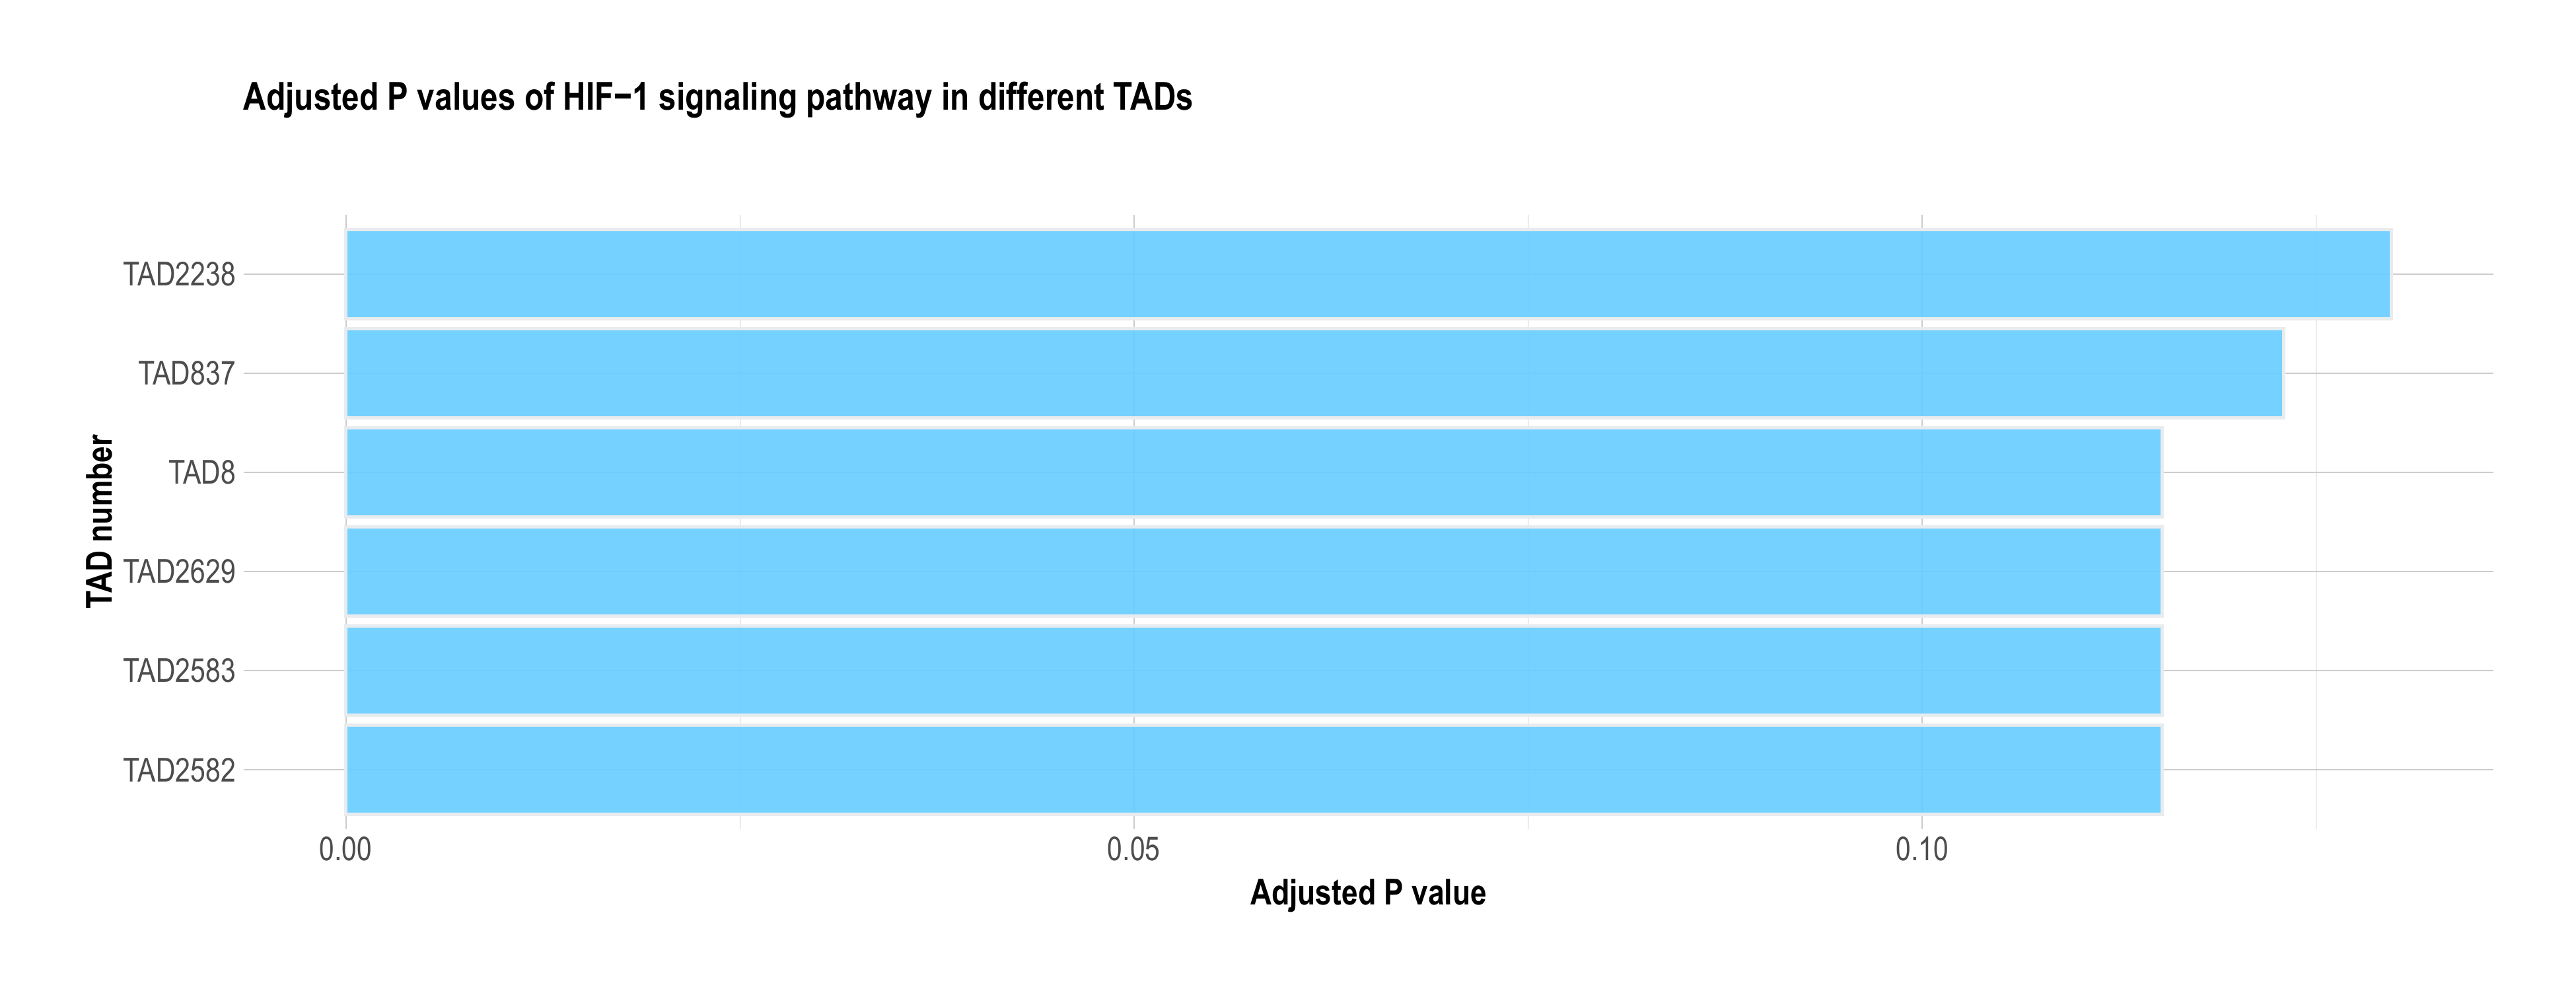 Adjusted P values of HIF−1 signaling pathway in different TADs
TAD number
TAD2238
TAD837
TAD8
TAD2629
TAD2583
TAD2582
0.00 0.05 0.10
Adjusted P value